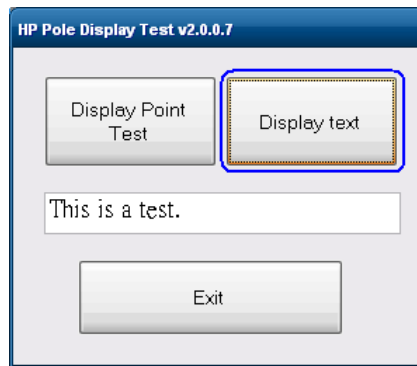 HP Pole Display Test v2.0.0.7
Display Point
Test
Display text
This is a test.
Exit